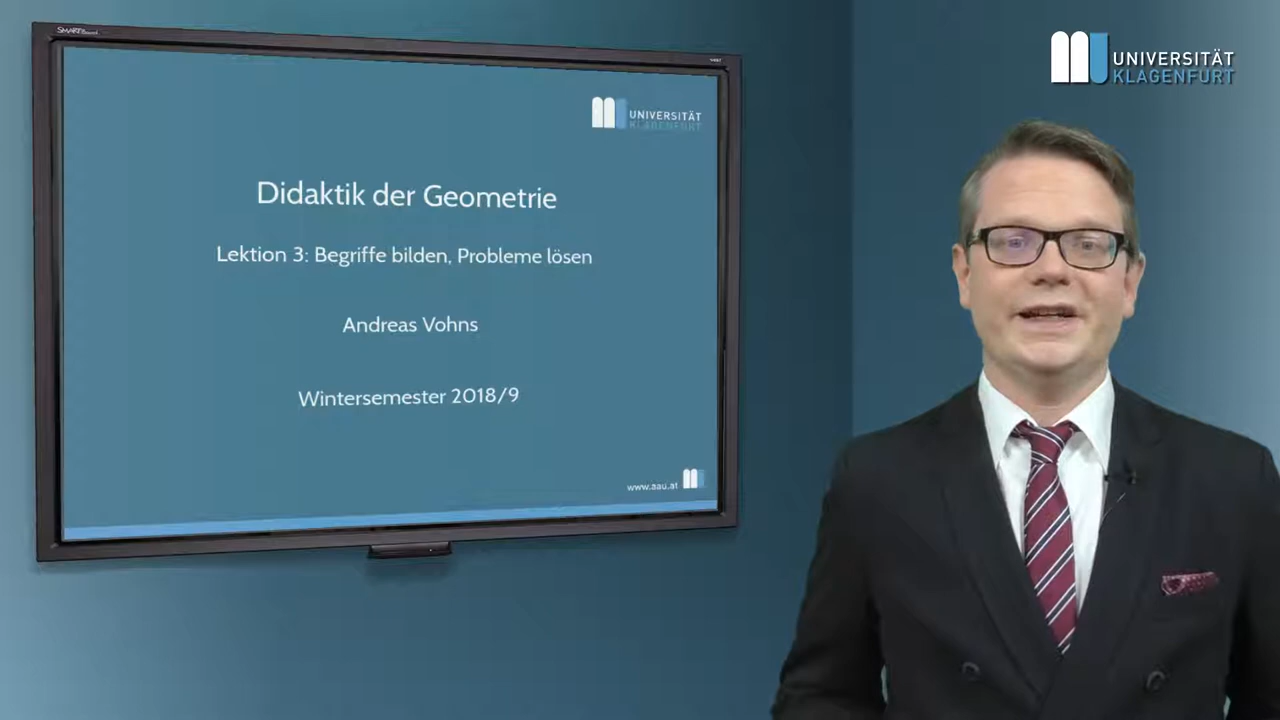 SMART
UNIVERSITÄT
KLAGENFURT
Didaktik der Geometrie
Lektion 3: Begriffe bilden, Probleme lösen
Andreas Vohns
Wintersemester 2018/9
www.aau.at
UNIVERSITÄT
KLAGENFURT